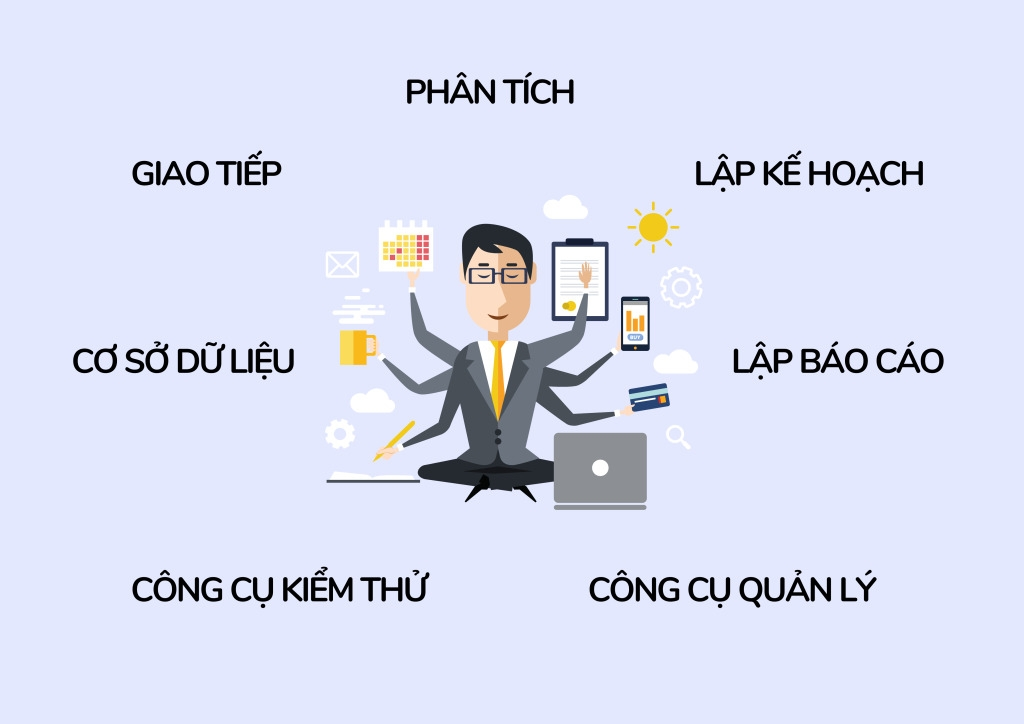 PHÂN TÍCH
GIAO TIẾP
LẬP KẾ HOẠCH
CƠ SỞ DỮ LIỆU
LẬP BÁO CÁO
BUY
CÔNG CỤ KIỂM THỬ
CÔNG CỤ QUẢN LÝ